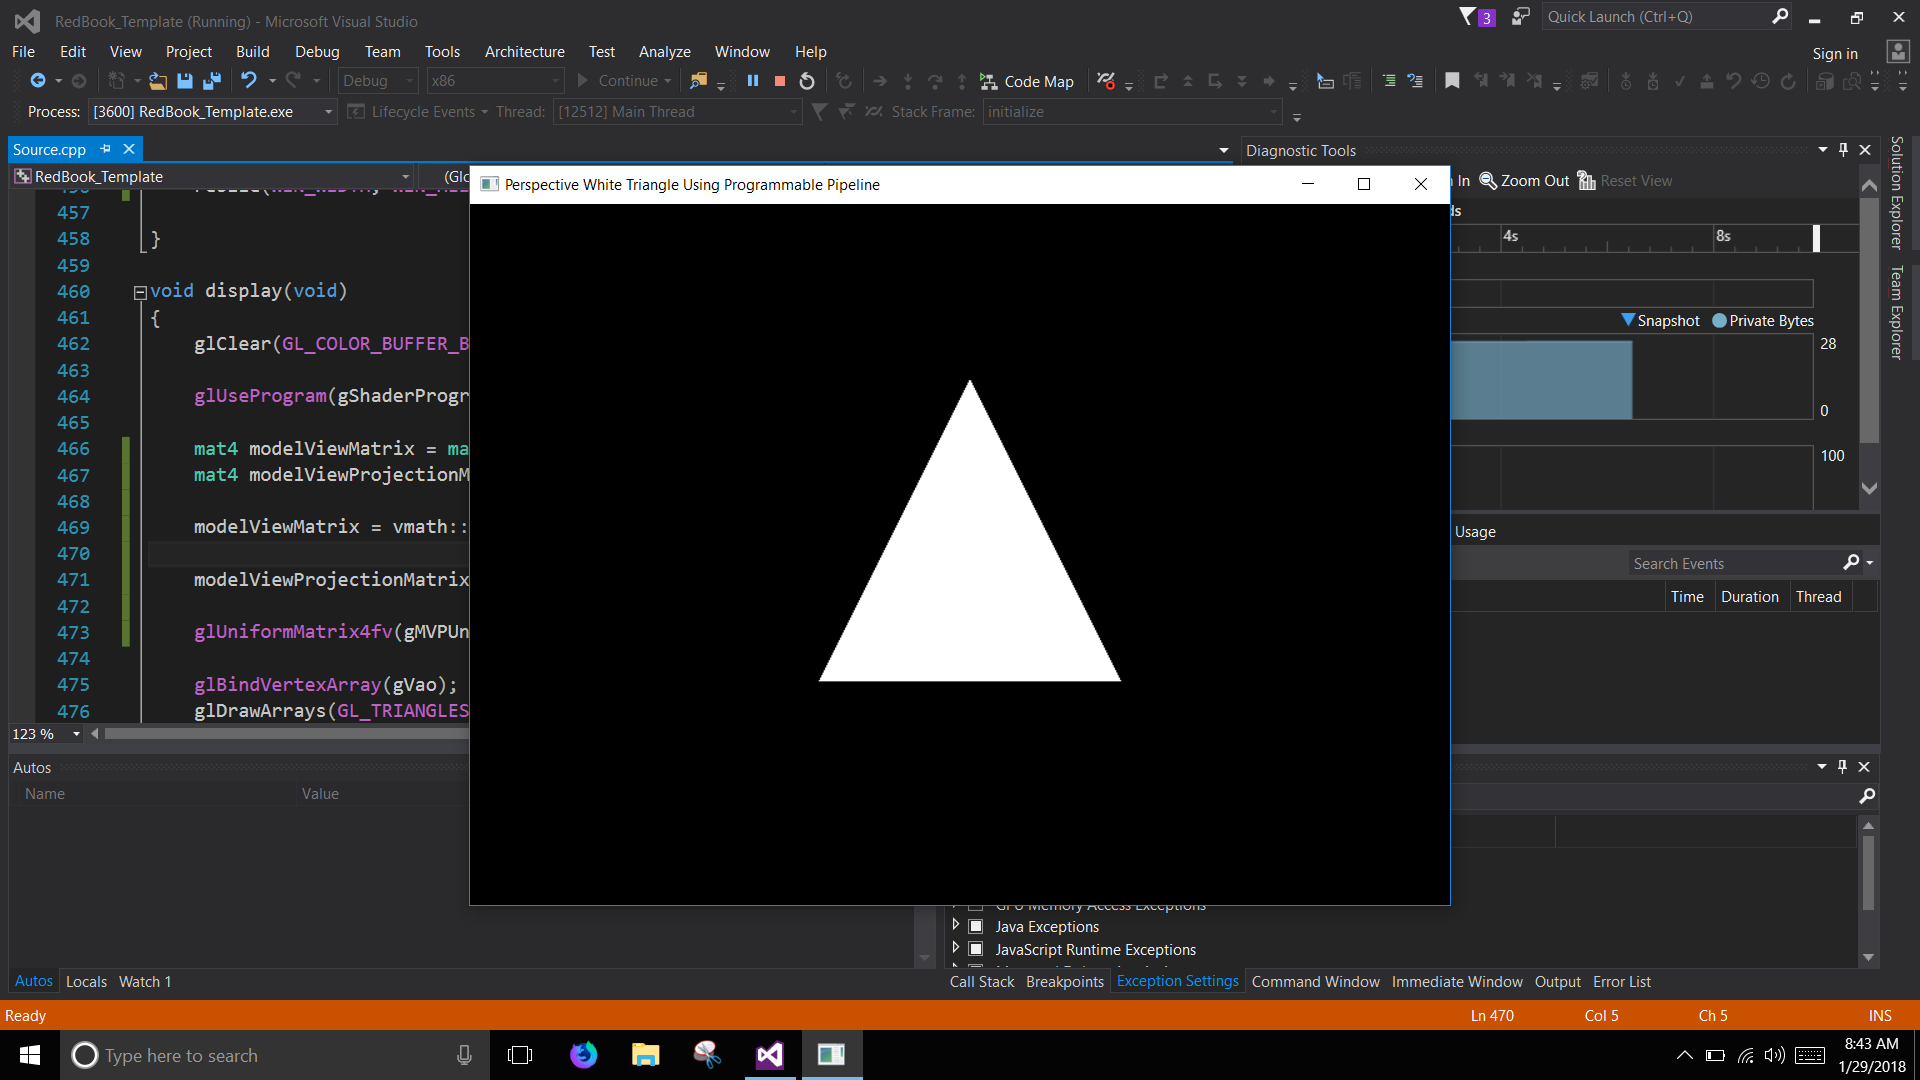 RedBook_Template (Running) - Microsoft Visual Studio
3
Quick Launch (Ctrl+Q)
File Edit View Project Build Debug Team Tools Architecture Test Analyze Window Help
Sign in
Debug x86 Continue Code Map
Process: [3600] RedBook_Template.exe Lifecycle Events Thread: [12512] Main Thread Stack Frame: initialize
Source.cpp
Diagnostic Tools
RedBook_Template (Glo
Perspective White Triangle Using Programmable Pipeline
In Zoom Out Reset View
ds
4s 8s
Snapshot Private Bytes
28
0
100
Usage
Search Events
Time Duration Thread
Solution Explorer
Team Explorer
457
458 }
459
460 void display(void)
461 {
462 glClear(GL_COLOR_BUFFER_B
463
464 glUseProgram(gShaderProgr
465
466 mat4 modelViewMatrix = ma
467 mat4 modelViewProjectionM
468
469 modelViewMatrix = vmath::
470
471 modelViewProjectionMatrix
472
473 glUniformMatrix4fv(gMVPUn
474
475 glBindVertexArray(gVao);
476 glDrawArrays(GL_TRIANGLES
123 %
Autos
Name Value
GPU Memory Access Exceptions
Java Exceptions
JavaScript Runtime Exceptions
Autos Locals Watch 1
Call Stack Breakpoints Exception Settings Command Window Immediate Window Output Error List
Ready
Ln 470 Col 5 Ch 5 INS
Type here to search
8:43 AM
1/29/2018